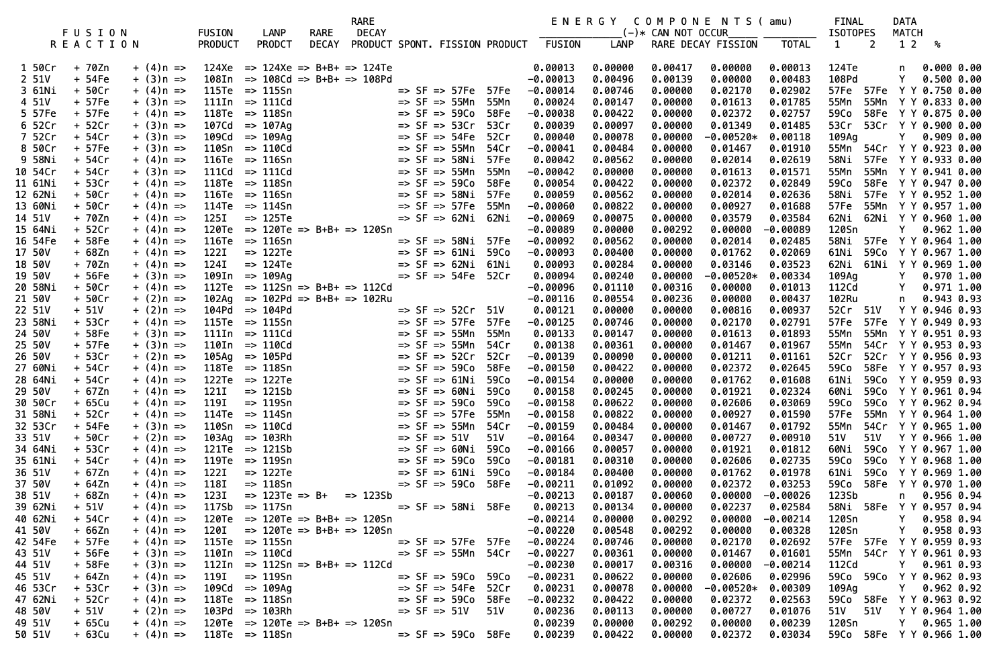 RARE E N E R G Y C O M P O N E N T S ( amu) FINAL DATA
F U S I O N FUSION LANP RARE DECAY ______________(-)* CAN NOT OCCUR_____ _________ ISOTOPES MATCH
R E A C T I O N PRODUCT PRODCT DECAY PRODUCT SPONT. FISSION PRODUCT FUSION LANP RARE DECAY FISSION TOTAL 1 2 1 2 %
1 50Cr + 70Zn + (4)n => 124Xe => 124Xe => B+B+ => 124Te 0.00013 0.00000 0.00417 0.00000 0.00013 124Te n 0.000 0.00
2 51V + 54Fe + (3)n => 108In => 108Cd => B+B+ => 108Pd -0.00013 0.00496 0.00139 0.00000 0.00483 108Pd Y 0.500 0.00
3 61Ni + 50Cr + (4)n => 115Te => 115Sn => SF => 57Fe 57Fe -0.00014 0.00746 0.00000 0.02170 0.02902 57Fe 57Fe Y Y 0.750 0.00
4 51V + 57Fe + (3)n => 111In => 111Cd => SF => 55Mn 55Mn 0.00024 0.00147 0.00000 0.01613 0.01785 55Mn 55Mn Y Y 0.833 0.00
5 57Fe + 57Fe + (4)n => 118Te => 118Sn => SF => 59Co 58Fe -0.00038 0.00422 0.00000 0.02372 0.02757 59Co 58Fe Y Y 0.875 0.00
6 52Cr + 52Cr + (3)n => 107Cd => 107Ag => SF => 53Cr 53Cr 0.00039 0.00097 0.00000 0.01349 0.01485 53Cr 53Cr Y Y 0.900 0.00
7 52Cr + 54Cr + (3)n => 109Cd => 109Ag => SF => 54Fe 52Cr 0.00040 0.00078 0.00000 -0.00520* 0.00118 109Ag Y 0.909 0.00
8 50Cr + 57Fe + (3)n => 110Sn => 110Cd => SF => 55Mn 54Cr -0.00041 0.00484 0.00000 0.01467 0.01910 55Mn 54Cr Y Y 0.923 0.00
9 58Ni + 54Cr + (4)n => 116Te => 116Sn => SF => 58Ni 57Fe 0.00042 0.00562 0.00000 0.02014 0.02619 58Ni 57Fe Y Y 0.933 0.00
10 54Cr + 54Cr + (3)n => 111Cd => 111Cd => SF => 55Mn 55Mn -0.00042 0.00000 0.00000 0.01613 0.01571 55Mn 55Mn Y Y 0.941 0.00
11 61Ni + 53Cr + (4)n => 118Te => 118Sn => SF => 59Co 58Fe 0.00054 0.00422 0.00000 0.02372 0.02849 59Co 58Fe Y Y 0.947 0.00
12 62Ni + 50Cr + (4)n => 116Te => 116Sn => SF => 58Ni 57Fe 0.00059 0.00562 0.00000 0.02014 0.02636 58Ni 57Fe Y Y 0.952 1.00
13 60Ni + 50Cr + (4)n => 114Te => 114Sn => SF => 57Fe 55Mn -0.00060 0.00822 0.00000 0.00927 0.01688 57Fe 55Mn Y Y 0.957 1.00
14 51V + 70Zn + (4)n => 125I => 125Te => SF => 62Ni 62Ni -0.00069 0.00075 0.00000 0.03579 0.03584 62Ni 62Ni Y Y 0.960 1.00
15 64Ni + 52Cr + (4)n => 120Te => 120Te => B+B+ => 120Sn -0.00089 0.00000 0.00292 0.00000 -0.00089 120Sn Y 0.962 1.00
16 54Fe + 58Fe + (4)n => 116Te => 116Sn => SF => 58Ni 57Fe -0.00092 0.00562 0.00000 0.02014 0.02485 58Ni 57Fe Y Y 0.964 1.00
17 50V + 68Zn + (4)n => 122I => 122Te => SF => 61Ni 59Co -0.00093 0.00400 0.00000 0.01762 0.02069 61Ni 59Co Y Y 0.967 1.00
18 50V + 70Zn + (4)n => 124I => 124Te => SF => 62Ni 61Ni 0.00093 0.00284 0.00000 0.03146 0.03523 62Ni 61Ni Y Y 0.969 1.00
19 50V + 56Fe + (3)n => 109In => 109Ag => SF => 54Fe 52Cr 0.00094 0.00240 0.00000 -0.00520* 0.00334 109Ag Y 0.970 1.00
20 58Ni + 50Cr + (4)n => 112Te => 112Sn => B+B+ => 112Cd -0.00096 0.01110 0.00316 0.00000 0.01013 112Cd Y 0.971 1.00
21 50V + 50Cr + (2)n => 102Ag => 102Pd => B+B+ => 102Ru -0.00116 0.00554 0.00236 0.00000 0.00437 102Ru n 0.943 0.93
22 51V + 51V + (2)n => 104Pd => 104Pd => SF => 52Cr 51V 0.00121 0.00000 0.00000 0.00816 0.00937 52Cr 51V Y Y 0.946 0.93
23 58Ni + 53Cr + (4)n => 115Te => 115Sn => SF => 57Fe 57Fe -0.00125 0.00746 0.00000 0.02170 0.02791 57Fe 57Fe Y Y 0.949 0.93
24 50V + 58Fe + (3)n => 111In => 111Cd => SF => 55Mn 55Mn 0.00133 0.00147 0.00000 0.01613 0.01893 55Mn 55Mn Y Y 0.951 0.93
25 50V + 57Fe + (3)n => 110In => 110Cd => SF => 55Mn 54Cr 0.00138 0.00361 0.00000 0.01467 0.01967 55Mn 54Cr Y Y 0.953 0.93
26 50V + 53Cr + (2)n => 105Ag => 105Pd => SF => 52Cr 52Cr -0.00139 0.00090 0.00000 0.01211 0.01161 52Cr 52Cr Y Y 0.956 0.93
27 60Ni + 54Cr + (4)n => 118Te => 118Sn => SF => 59Co 58Fe -0.00150 0.00422 0.00000 0.02372 0.02645 59Co 58Fe Y Y 0.957 0.93
28 64Ni + 54Cr + (4)n => 122Te => 122Te => SF => 61Ni 59Co -0.00154 0.00000 0.00000 0.01762 0.01608 61Ni 59Co Y Y 0.959 0.93
29 50V + 67Zn + (4)n => 121I => 121Sb => SF => 60Ni 59Co 0.00158 0.00245 0.00000 0.01921 0.02324 60Ni 59Co Y Y 0.961 0.94
30 50Cr + 65Cu + (4)n => 119I => 119Sn => SF => 59Co 59Co -0.00158 0.00622 0.00000 0.02606 0.03069 59Co 59Co Y Y 0.962 0.94
31 58Ni + 52Cr + (4)n => 114Te => 114Sn => SF => 57Fe 55Mn -0.00158 0.00822 0.00000 0.00927 0.01590 57Fe 55Mn Y Y 0.964 1.00
32 53Cr + 54Fe + (3)n => 110Sn => 110Cd => SF => 55Mn 54Cr -0.00159 0.00484 0.00000 0.01467 0.01792 55Mn 54Cr Y Y 0.965 1.00
33 51V + 50Cr + (2)n => 103Ag => 103Rh => SF => 51V 51V -0.00164 0.00347 0.00000 0.00727 0.00910 51V 51V Y Y 0.966 1.00
34 64Ni + 53Cr + (4)n => 121Te => 121Sb => SF => 60Ni 59Co -0.00166 0.00057 0.00000 0.01921 0.01812 60Ni 59Co Y Y 0.967 1.00
35 61Ni + 54Cr + (4)n => 119Te => 119Sn => SF => 59Co 59Co -0.00181 0.00310 0.00000 0.02606 0.02735 59Co 59Co Y Y 0.968 1.00
36 51V + 67Zn + (4)n => 122I => 122Te => SF => 61Ni 59Co -0.00184 0.00400 0.00000 0.01762 0.01978 61Ni 59Co Y Y 0.969 1.00
37 50V + 64Zn + (4)n => 118I => 118Sn => SF => 59Co 58Fe -0.00211 0.01092 0.00000 0.02372 0.03253 59Co 58Fe Y Y 0.970 1.00
38 51V + 68Zn + (4)n => 123I => 123Te => B+ => 123Sb -0.00213 0.00187 0.00060 0.00000 -0.00026 123Sb n 0.956 0.94
39 62Ni + 51V + (4)n => 117Sb => 117Sn => SF => 58Ni 58Fe 0.00213 0.00134 0.00000 0.02237 0.02584 58Ni 58Fe Y Y 0.957 0.94
40 62Ni + 54Cr + (4)n => 120Te => 120Te => B+B+ => 120Sn -0.00214 0.00000 0.00292 0.00000 -0.00214 120Sn Y 0.958 0.94
41 50V + 66Zn + (4)n => 120I => 120Te => B+B+ => 120Sn -0.00220 0.00548 0.00292 0.00000 0.00328 120Sn Y 0.958 0.93
42 54Fe + 57Fe + (4)n => 115Te => 115Sn => SF => 57Fe 57Fe -0.00224 0.00746 0.00000 0.02170 0.02692 57Fe 57Fe Y Y 0.959 0.93
43 51V + 56Fe + (3)n => 110In => 110Cd => SF => 55Mn 54Cr -0.00227 0.00361 0.00000 0.01467 0.01601 55Mn 54Cr Y Y 0.961 0.93
44 51V + 58Fe + (3)n => 112In => 112Sn => B+B+ => 112Cd -0.00230 0.00017 0.00316 0.00000 -0.00214 112Cd Y 0.961 0.93
45 51V + 64Zn + (4)n => 119I => 119Sn => SF => 59Co 59Co -0.00231 0.00622 0.00000 0.02606 0.02996 59Co 59Co Y Y 0.962 0.93
46 53Cr + 53Cr + (3)n => 109Cd => 109Ag => SF => 54Fe 52Cr 0.00231 0.00078 0.00000 -0.00520* 0.00309 109Ag Y 0.962 0.92
47 62Ni + 52Cr + (4)n => 118Te => 118Sn => SF => 59Co 58Fe -0.00232 0.00422 0.00000 0.02372 0.02563 59Co 58Fe Y Y 0.963 0.92
48 50V + 51V + (2)n => 103Pd => 103Rh => SF => 51V 51V 0.00236 0.00113 0.00000 0.00727 0.01076 51V 51V Y Y 0.964 1.00
49 51V + 65Cu + (4)n => 120Te => 120Te => B+B+ => 120Sn 0.00239 0.00000 0.00292 0.00000 0.00239 120Sn Y 0.965 1.00
50 51V + 63Cu + (4)n => 118Te => 118Sn => SF => 59Co 58Fe 0.00239 0.00422 0.00000 0.02372 0.03034 59Co 58Fe Y Y 0.966 1.00